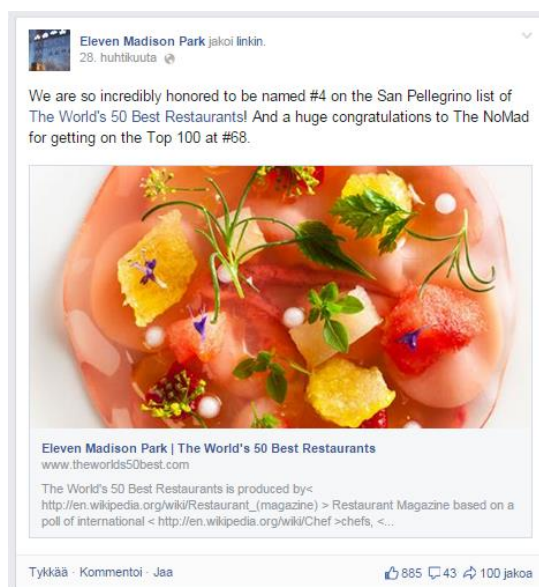 Eleven Madison Park jakoi linkin.
28. huhtikuuta
We are so incredibly honored to be named #4 on the San Pellegrino list of
The World's 50 Best Restaurants! And a huge congratulations to The NoMad
for getting on the Top 100 at #68.
Eleven Madison Park | The World's 50 Best Restaurants
www.theworlds50best.com
The World's 50 Best Restaurants is produced by<
http://en.wikipedia.org/wiki/Restaurant_(magazine) > Restaurant Magazine based on a
poll of international < http://en.wikipedia.org/wiki/Chef >chefs, <...
Tykkää · Kommentoi · Jaa 885 43 100 jakoa